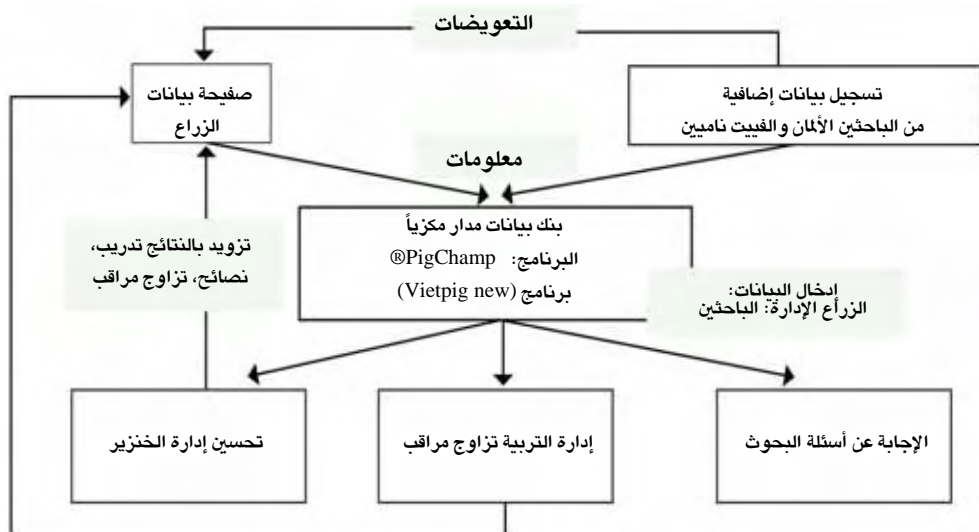 التعويضات
تسجيل بيانات إضافية
من الباحثين الألمان والفييت ناميين
صفيحة بيانات
الزراع
معلومات
بنك بيانات مدار مكزياً
البرنامج: PigChamp®
برنامج (Vietpig new)
إدخال البيانات:
الزراع الإدارة: الباحثين
تزويد بالنتائج تدريب،
نصائح، تزاوج مراقب
الإجابة عن أسئلة البحوث
إدارة التربية تزاوج مراقب
تحسين إدارة الخنزير